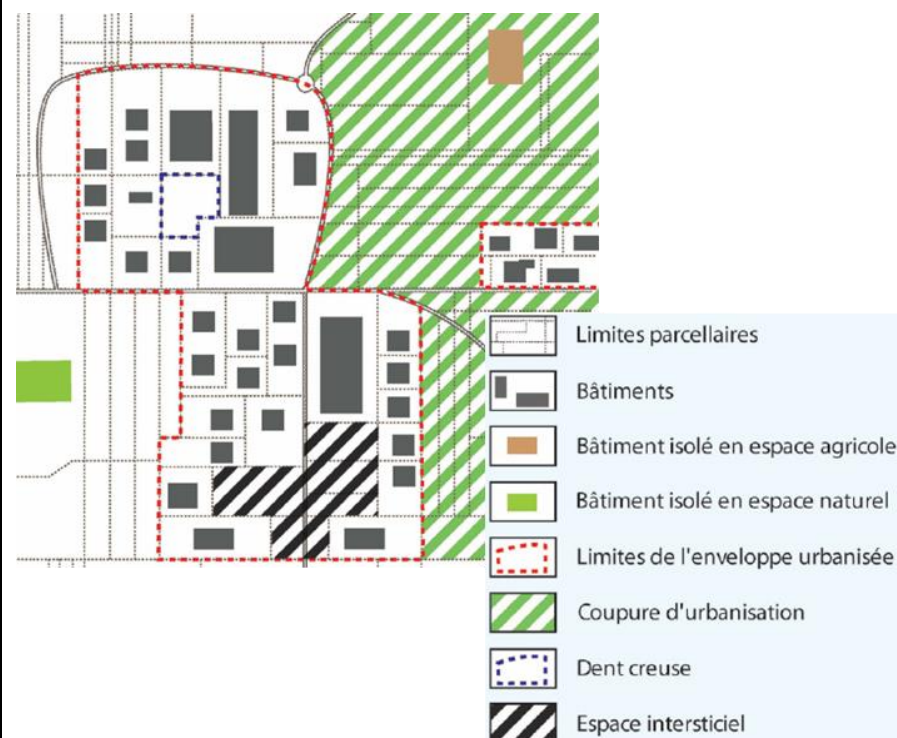 Limites parcellaires
Bâtiments
Bâtiment isolé en espace agricole
Bâtiment isolé en espace naturel
Limites de l'enveloppe urbanisée
Coupure d'urbanisation
Dent creuse
Espace intersticiel